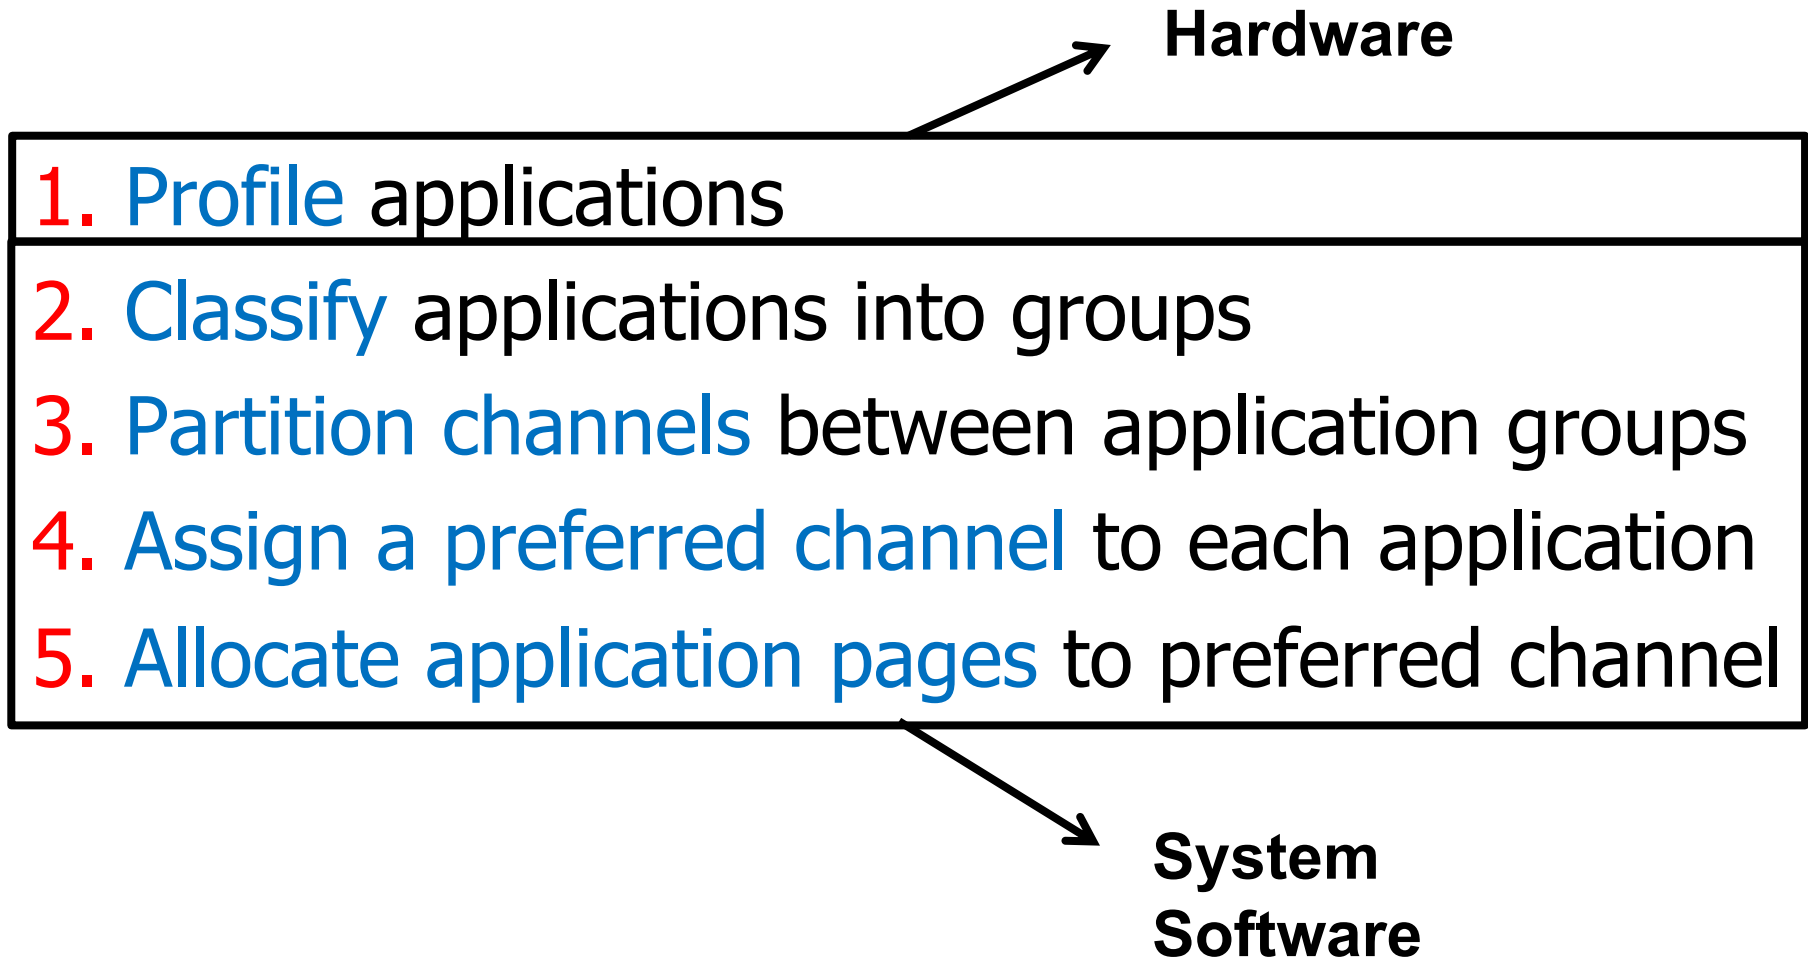 Hardware
1. Profile applications
2. Classify applications into groups
3. Partition channels between application groups
4. Assign a preferred channel to each application
5. Allocate application pages to preferred channel
System
Software